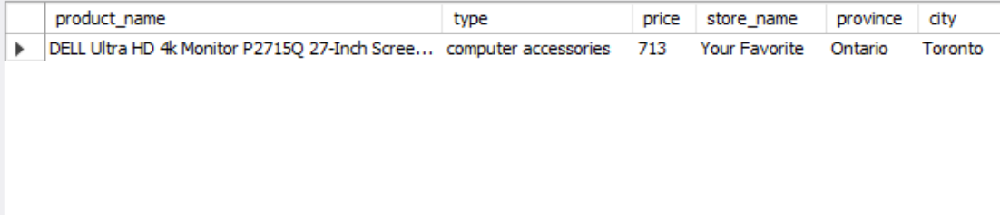 product_name type price store_name province city
DELL Ultra HD 4k Monitor P2715Q 27-Inch Scree... computer accessories 713 Your Favorite Ontario Toronto